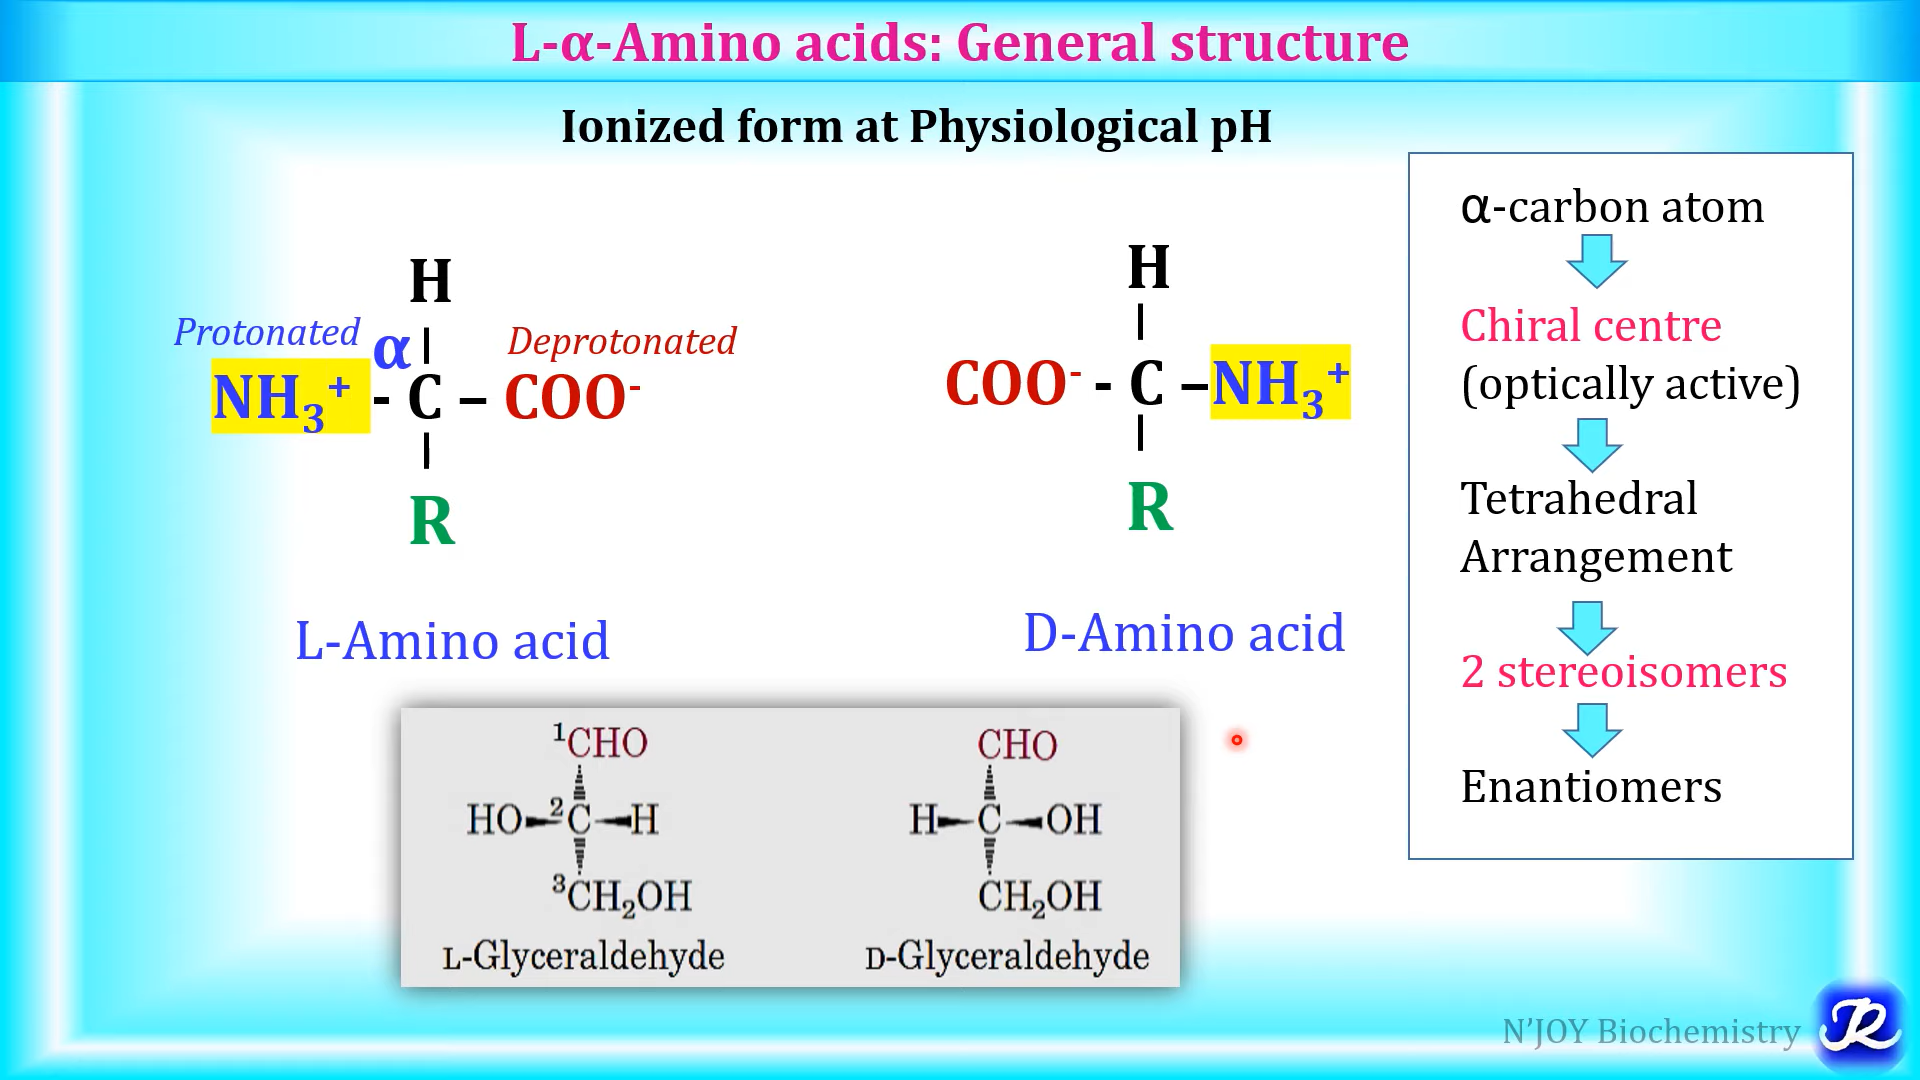 L-α-Amino acids: General structure
Ionized form at Physiological pH
H
Protonated
α
Deprotonated
NH₃⁺ - C – COO⁻
R
L-Amino acid
H
COO⁻ - C – NH₃⁺
R
D-Amino acid
¹CHO
HO ²C H
³CH₂OH
L-Glyceraldehyde
CHO
H C OH
CH₂OH
D-Glyceraldehyde
α-carbon atom
Chiral centre
(optically active)
Tetrahedral
Arrangement
2 stereoisomers
Enantiomers
N’JOY Biochemistry